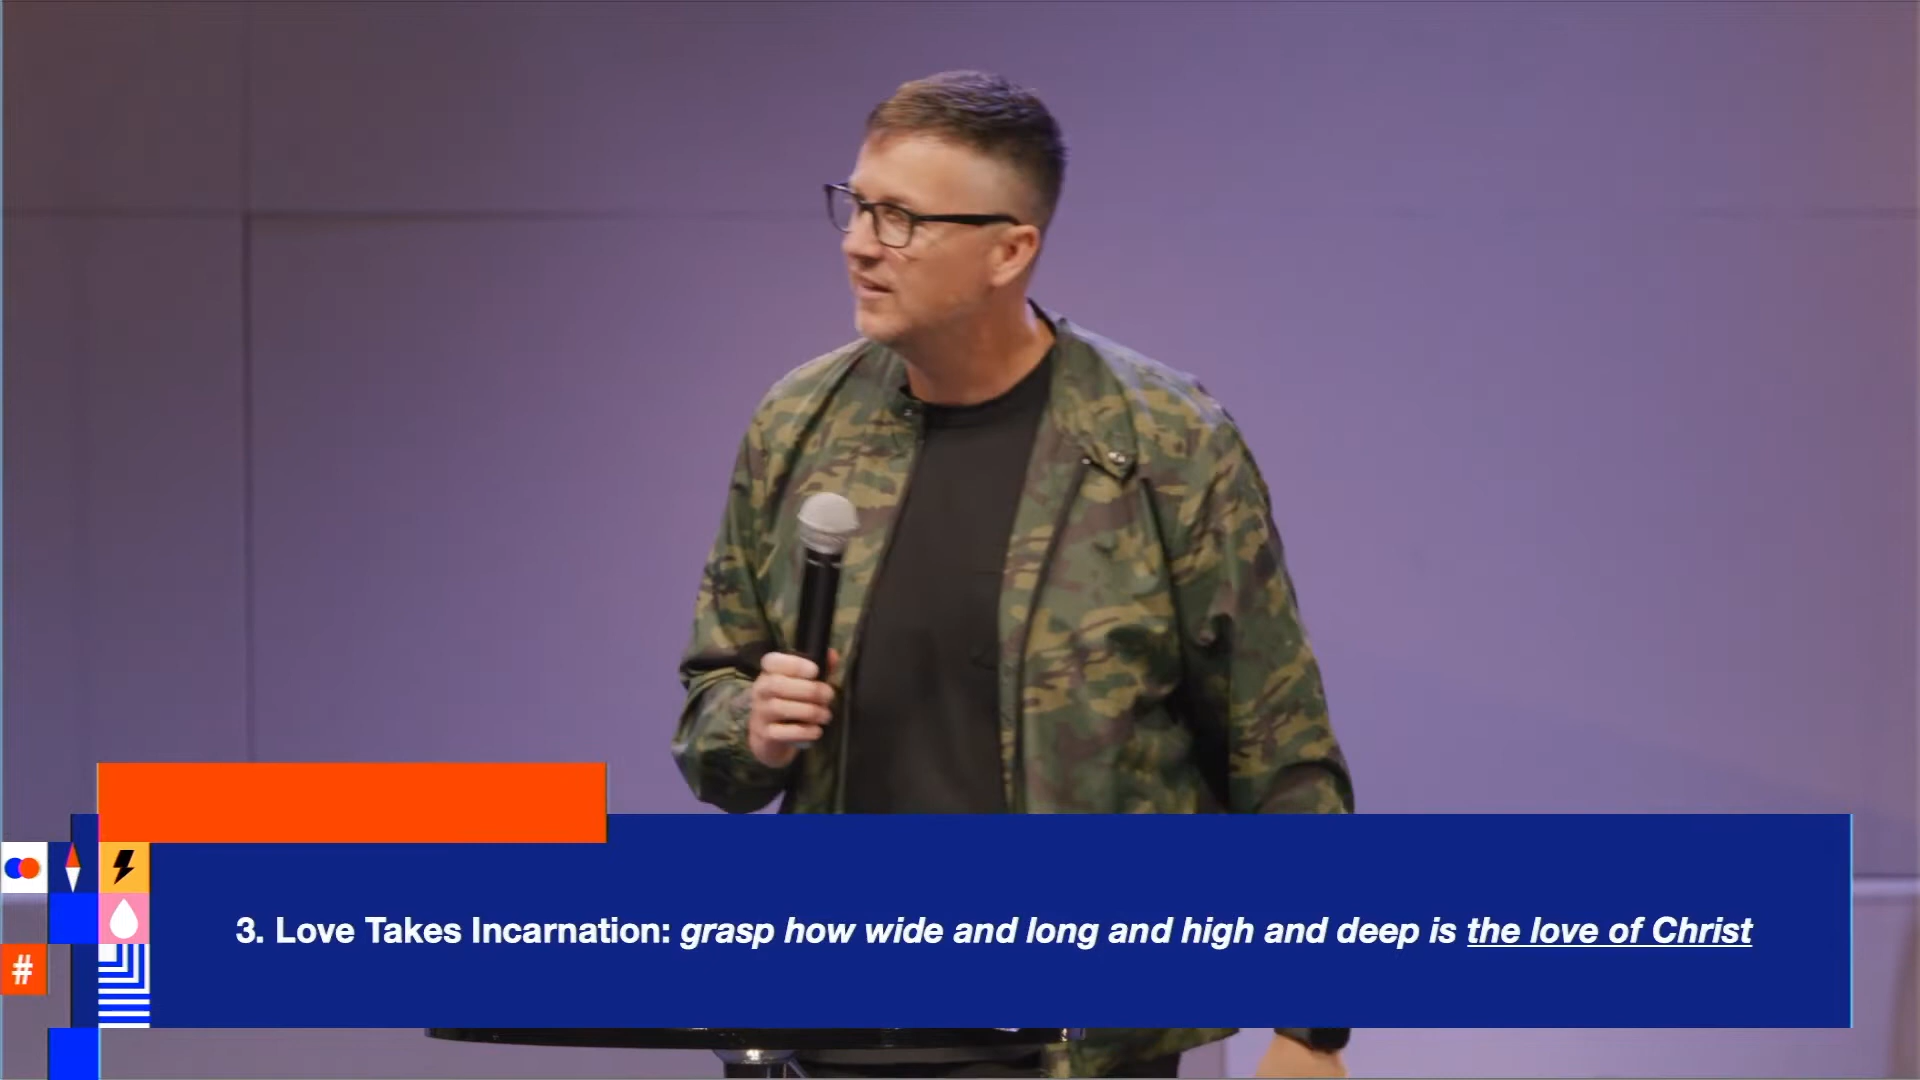 3. Love Takes Incarnation: grasp how wide and long and high and deep is the love of Christ
#